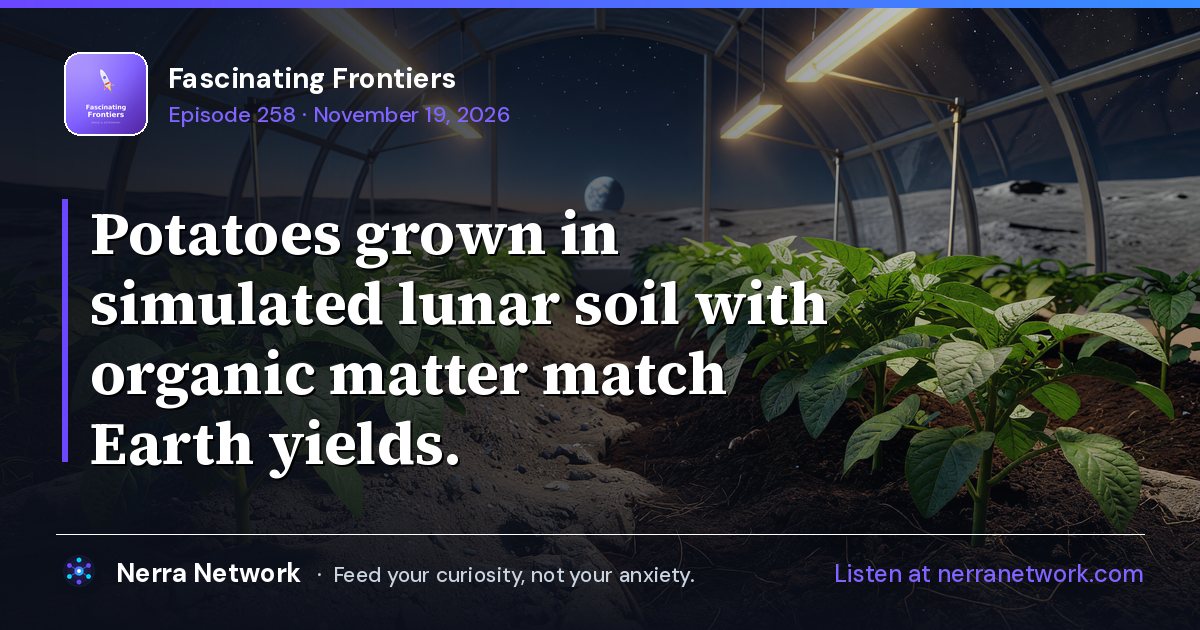 Fascinating Frontiers
Episode 258 · November 19, 2026
Fascinating
Frontiers
Potatoes grown in
simulated lunar soil with
organic matter match
Earth yields.
Nerra Network · Feed your curiosity, not your anxiety.
Listen at nerranetwork.com